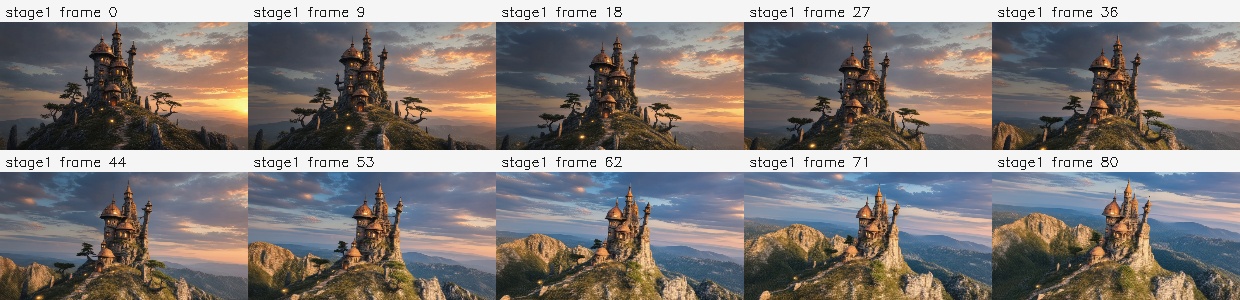 stage1 frame 0
stage1 frame 9
stage1 frame 18
stage1 frame 27
stage1 frame 36
stage1 frame 44
stage1 frame 53
stage1 frame 62
stage1 frame 71
stage1 frame 80